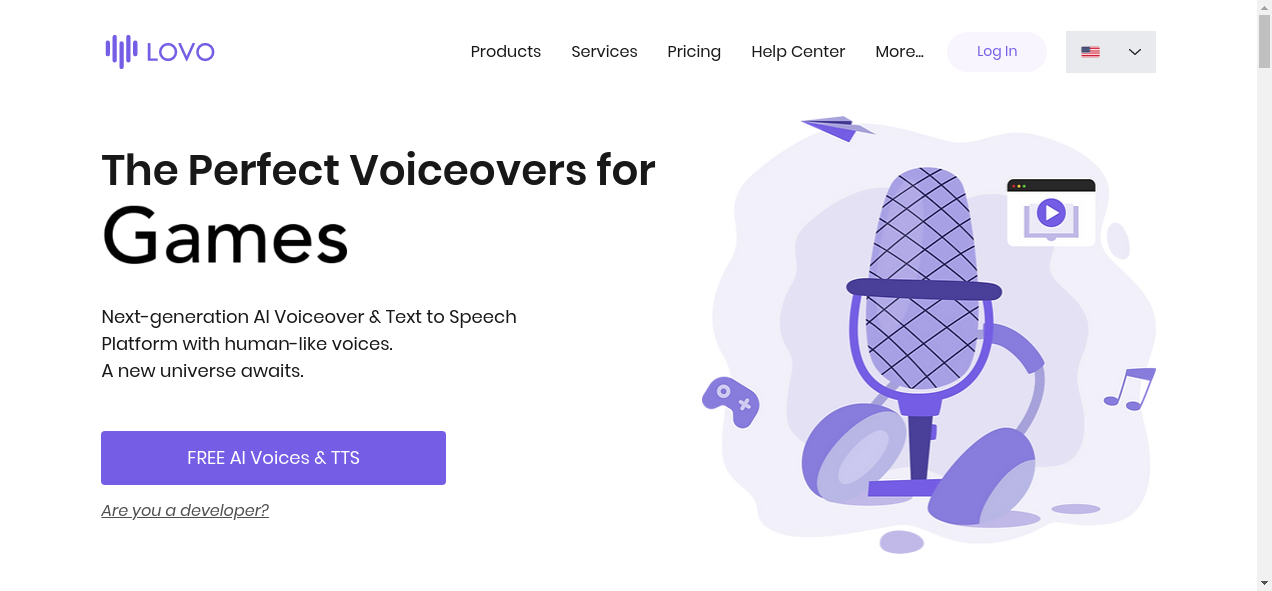 LOVO
Products Services Pricing Help Center More... Log In
The Perfect Voiceovers for
Games
Next-generation AI Voiceover & Text to Speech
Platform with human-like voices.
A new universe awaits.
FREE AI Voices & TTS
Are you a developer?